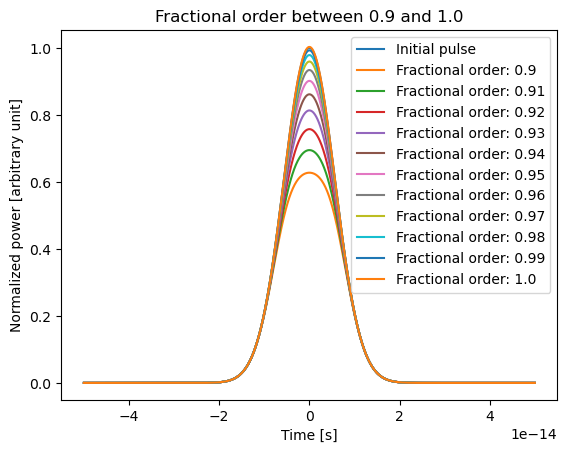 Fractional order between 0.9 and 1.0
Normalized power [arbitrary unit]
1.0
0.8
0.6
0.4
0.2
0.0
Initial pulse
Fractional order: 0.9
Fractional order: 0.91
Fractional order: 0.92
Fractional order: 0.93
Fractional order: 0.94
Fractional order: 0.95
Fractional order: 0.96
Fractional order: 0.97
Fractional order: 0.98
Fractional order: 0.99
Fractional order: 1.0
−4 −2 0 2 4
Time [s]
1e−14